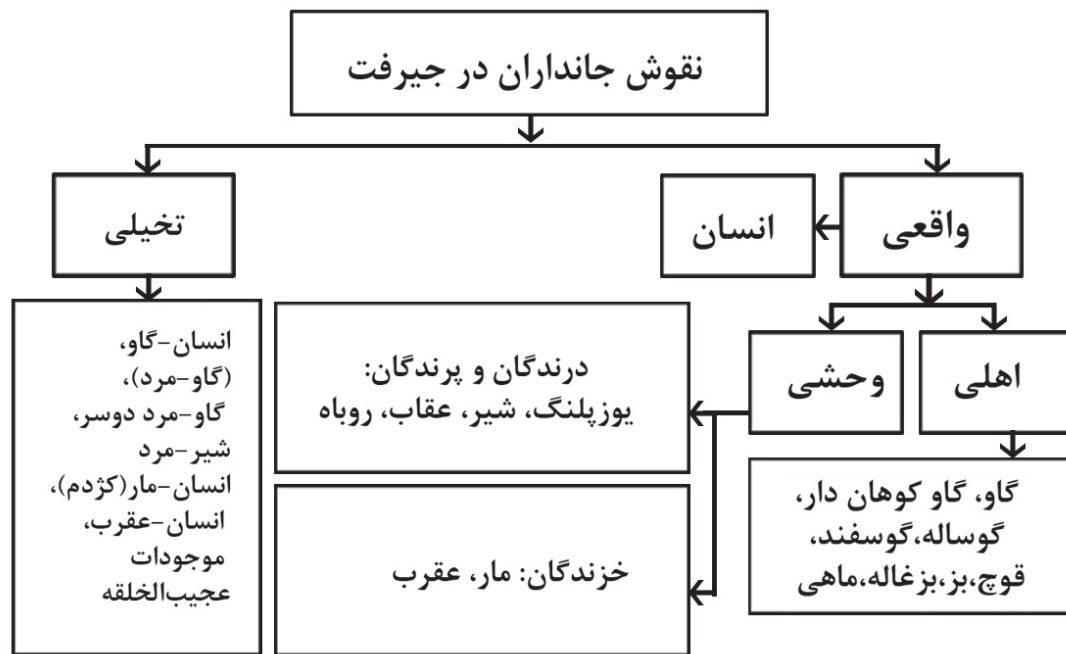 نقوش جانداران در جیرفت
واقعی
انسان
تخیلی
اهلی
وحشی
گاو، گاو کوهان دار،
گوساله،گوسفند،
قوچ،بز،بزغاله،ماهی
درندگان و پرندگان:
یوزپلنگ، شیر، عقاب، روباه
خزندگان: مار، عقرب
انسان-گاو،
(گاو-مرد)،
گاو-مرد دوسر،
شیر-مرد
انسان-مار(کژدم)،
انسان-عقرب،
موجودات
عجیب‌الخلقه